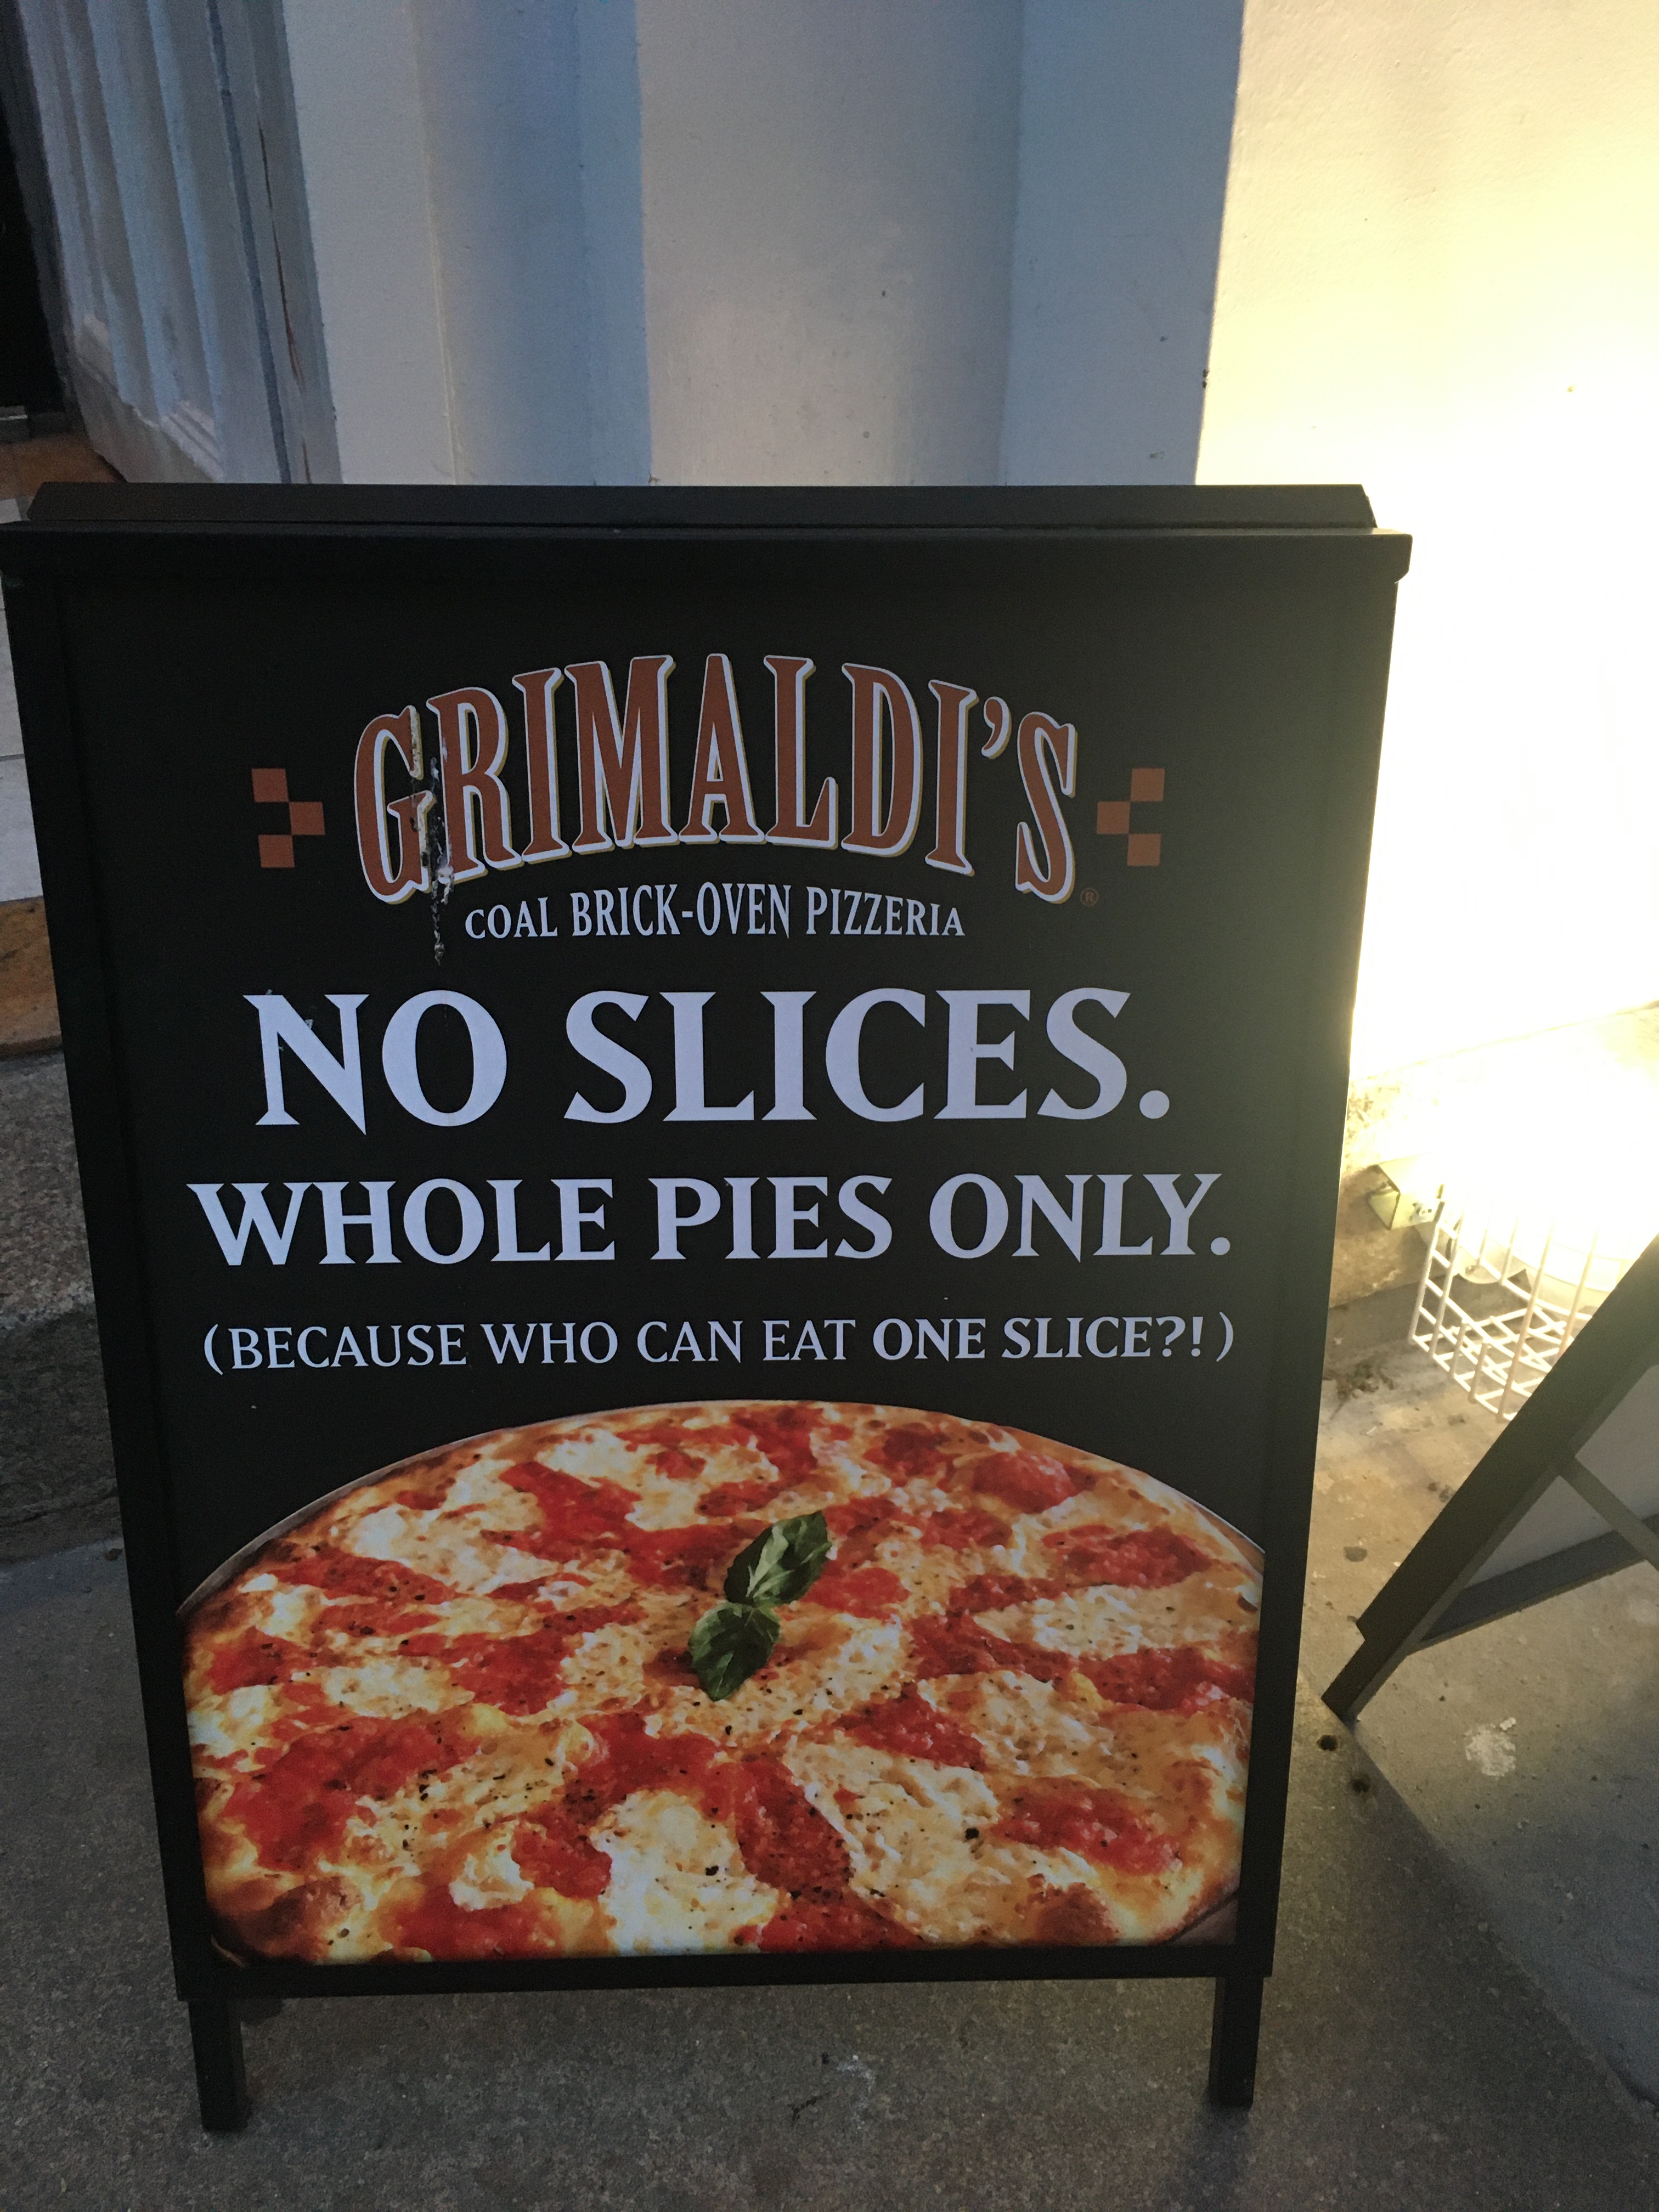 GRIMALDI'S®
COAL BRICK-OVEN PIZZERIA
NO SLICES.
WHOLE PIES ONLY.
(BECAUSE WHO CAN EAT ONE SLICE?!)